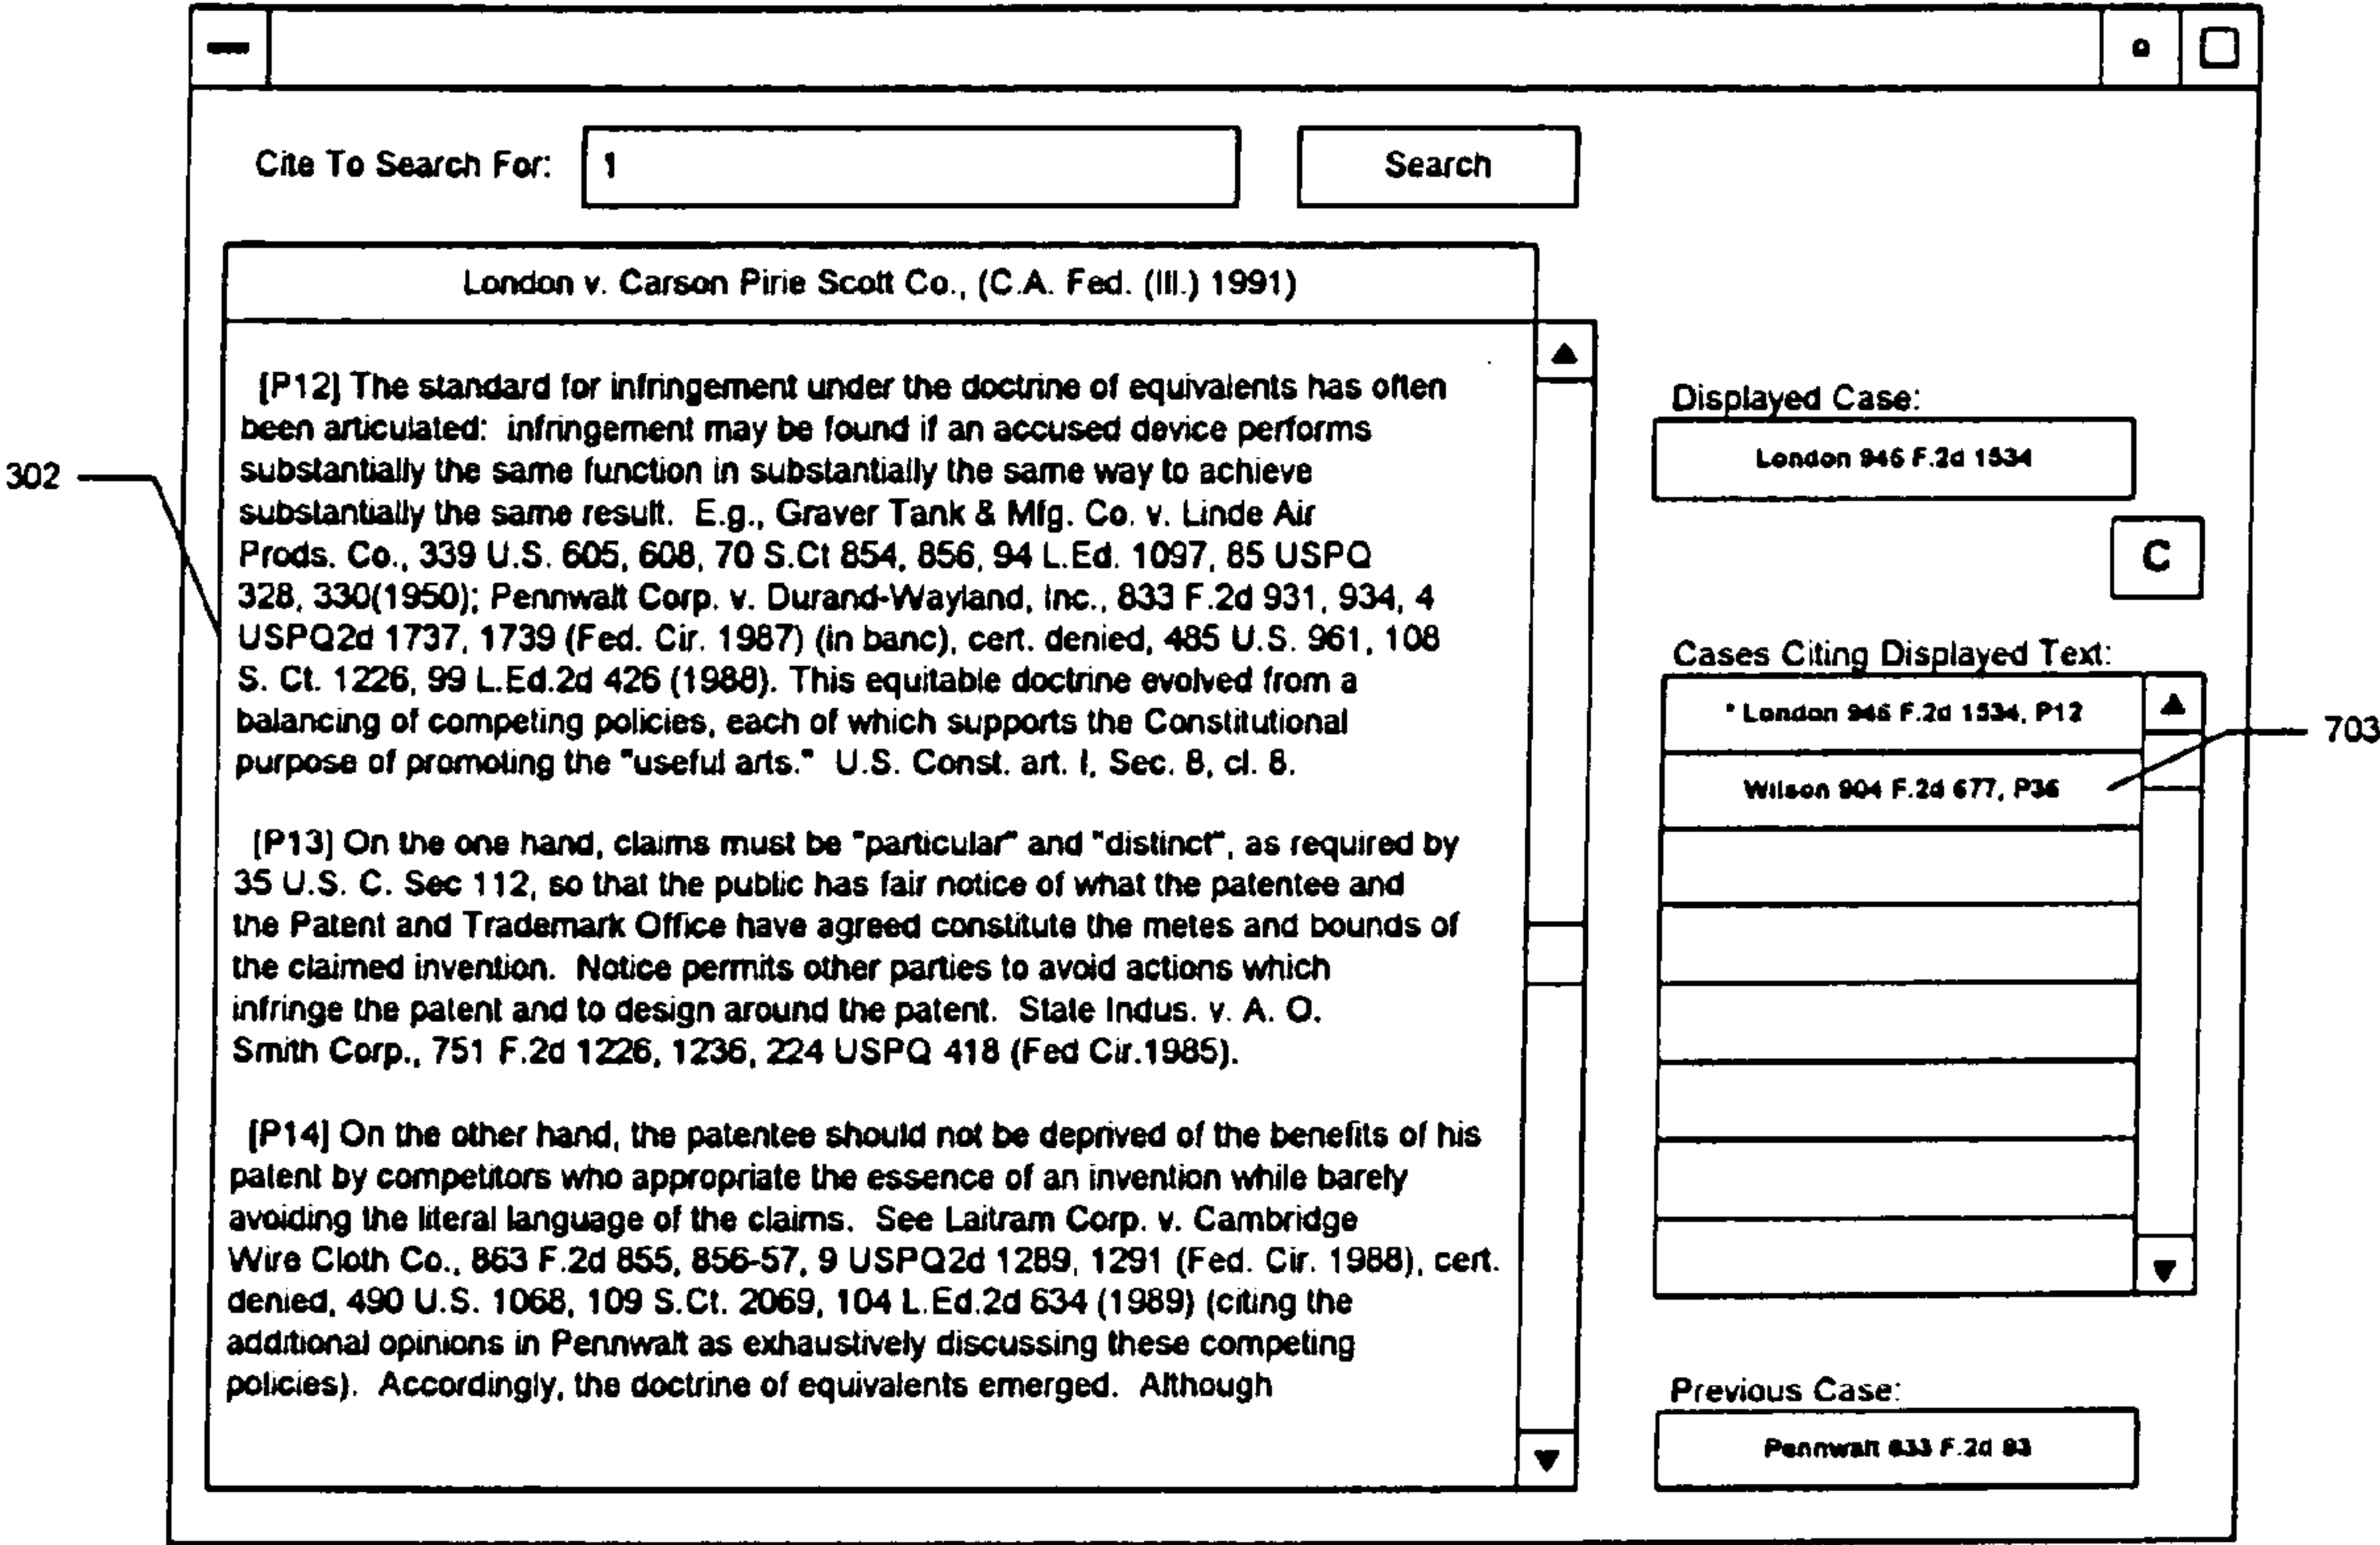 Cite To Search For: 1 Search
London v. Carson Pirie Scott Co., (C.A. Fed. (Ill.) 1991)
[P12] The standard for infringement under the doctrine of equivalents has often
been articulated: infringement may be found if an accused device performs
substantially the same function in substantially the same way to achieve
substantially the same result. E.g., Graver Tank & Mfg. Co. v. Linde Air
Prods. Co., 339 U.S. 605, 608, 70 S.Ct 854, 856, 94 L.Ed. 1097, 85 USPQ
328, 330(1950); Pennwalt Corp. v. Durand-Wayland, Inc., 833 F.2d 931, 934, 4
USPQ2d 1737, 1739 (Fed. Cir. 1987) (in banc), cert. denied, 485 U.S. 961, 108
S. Ct. 1226, 99 L.Ed.2d 426 (1988). This equitable doctrine evolved from a
balancing of competing policies, each of which supports the Constitutional
purpose of promoting the "useful arts." U.S. Const. art. I, Sec. 8, cl. 8.
[P13] On the one hand, claims must be "particular" and "distinct", as required by
35 U.S. C. Sec 112, so that the public has fair notice of what the patentee and
the Patent and Trademark Office have agreed constitute the metes and bounds of
the claimed invention. Notice permits other parties to avoid actions which
infringe the patent and to design around the patent. State Indus. v. A. O.
Smith Corp., 751 F.2d 1226, 1236, 224 USPQ 418 (Fed Cir.1985).
[P14] On the other hand, the patentee should not be deprived of the benefits of his
patent by competitors who appropriate the essence of an invention while barely
avoiding the literal language of the claims. See Laitram Corp. v. Cambridge
Wire Cloth Co., 863 F.2d 855, 856-57, 9 USPQ2d 1289, 1291 (Fed. Cir. 1988), cert.
denied, 490 U.S. 1068, 109 S.Ct. 2069, 104 L.Ed.2d 634 (1989) (citing the
additional opinions in Pennwalt as exhaustively discussing these competing
policies). Accordingly, the doctrine of equivalents emerged. Although
302
Displayed Case:
London 946 F.2d 1534
C
Cases Citing Displayed Text:
* London 946 F.2d 1534, P12
Wilson 904 F.2d 677, P36
703
Previous Case:
Pennwalt 833 F.2d 93